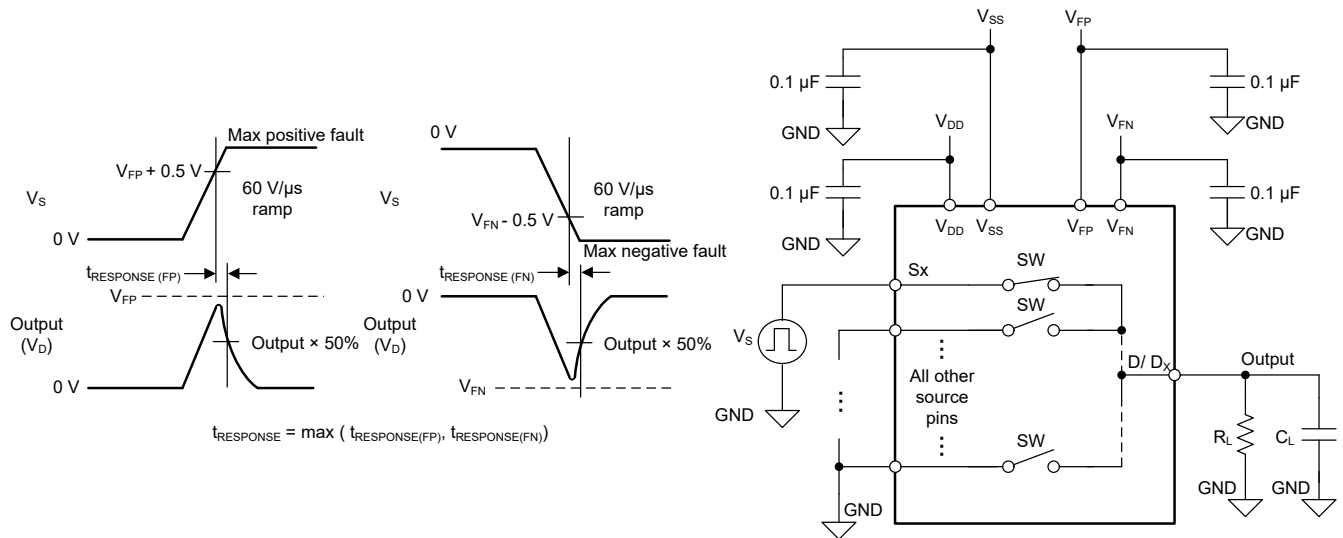 Max positive fault
V_FP + 0.5 V
60 V/µs
ramp
V_S
0 V
t_RESPONSE (FP)
V_FP
Output
(V_D)
Output × 50%
0 V
0 V
V_S
60 V/µs
ramp
V_FN - 0.5 V
Max negative fault
t_RESPONSE (FN)
0 V
Output
(V_D)
Output × 50%
V_FN
t_RESPONSE = max ( t_RESPONSE(FP), t_RESPONSE(FN))
V_SS
V_FP
0.1 µF
0.1 µF
GND
GND
V_DD
V_FN
0.1 µF
0.1 µF
GND
GND
V_DD
V_SS
V_FP
V_FN
Sx
SW
SW
V_S
GND
⋮
⋮
All other
source
pins
⋮
SW
GND
D/ D_X
Output
R_L
C_L
GND
GND